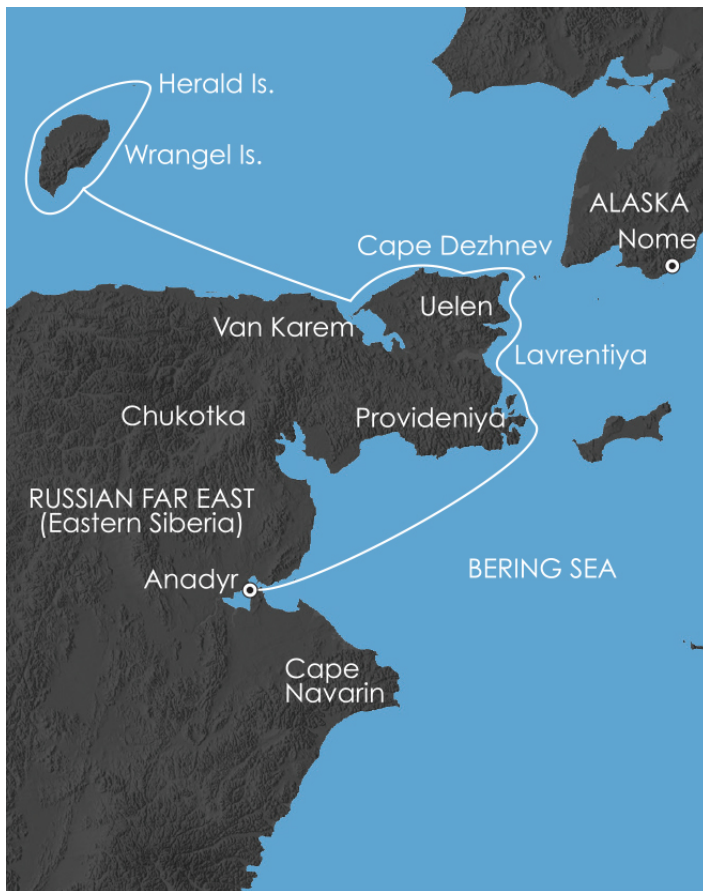 Herald Is.
Wrangel Is.
ALASKA
Nome
Cape Dezhnev
Uelen
Van Karem
Lavrentiya
Chukotka
Provideniya
RUSSIAN FAR EAST
(Eastern Siberia)
BERING SEA
Anadyr
Cape
Navarin